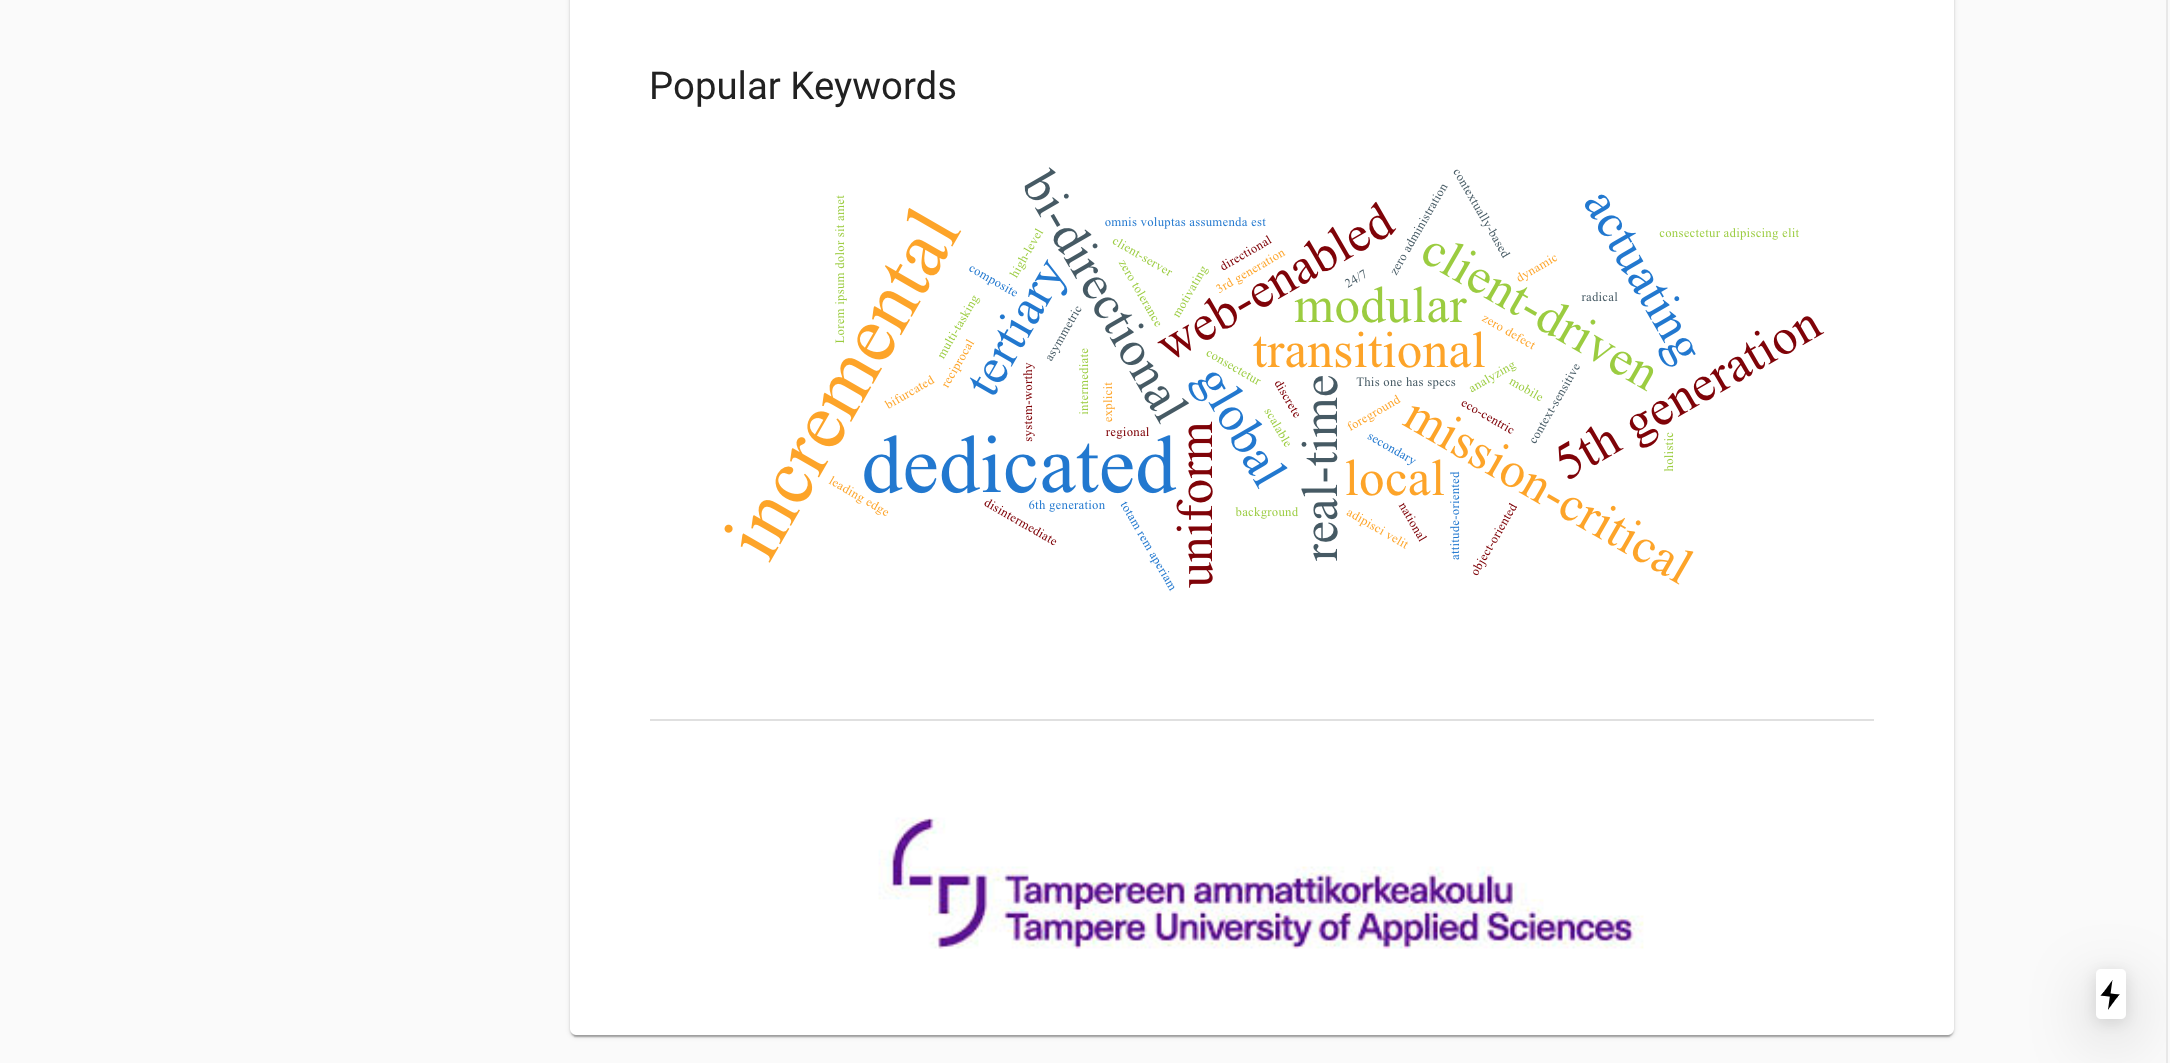 Popular Keywords
Lorem ipsum dolor sit amet
incremental
bi-directional
omnis voluptas assumenda est
high-level
client-server
composite
tertiary
zero tolerance
motivating
directional
3rd generation
web-enabled
24/7
zero administration
contextually-based
client-driven
dynamic
actuating
consectetur adipiscing elit
radical
modular
multi-tasking
asymmetric
reciprocal
bifurcated
system-worthy
intermediate
explicit
regional
consectetur
transitional
zero defect
This one has specs
analyzing
mobile
context-sensitive
5th generation
holistic
global
discrete
scalable
real-time
foreground
secondary
eco-centric
mission-critical
local
dedicated
uniform
leading edge
disintermediate
6th generation
totam rem aperiam
background
adipisci velit
national
attitude-oriented
object-oriented
Tampereen ammattikorkeakoulu
Tampere University of Applied Sciences